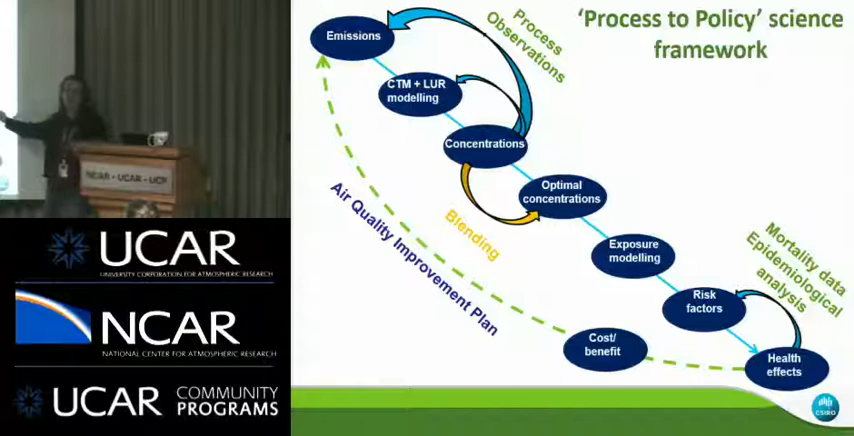 'Process to Policy' science
framework
Process
Observations
Emissions
CTM + LUR
modelling
Concentrations
Optimal
concentrations
Blending
Air Quality Improvement Plan
Exposure
modelling
Mortality data
Epidemiological
analysis
Risk
factors
Cost/
benefit
Health
effects
CSIRO
NCAR - UCAR - UCP
UCAR
UNIVERSITY CORPORATION FOR ATMOSPHERIC RESEARCH
NCAR
NATIONAL CENTER FOR ATMOSPHERIC RESEARCH
UCAR COMMUNITY
PROGRAMS